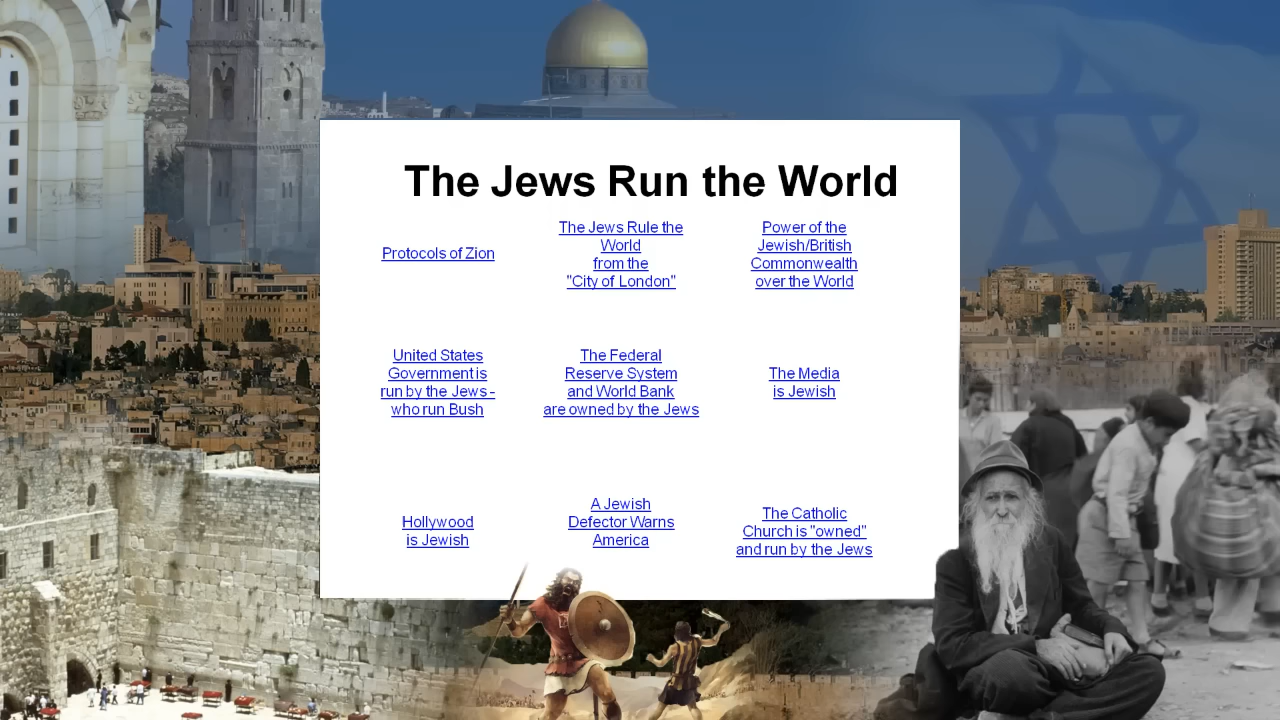 The Jews Run the World
Protocols of Zion
The Jews Rule the
World
from the
"City of London"
Power of the
Jewish/British
Commonwealth
over the World
United States
Government is
run by the Jews -
who run Bush
The Federal
Reserve System
and World Bank
are owned by the Jews
The Media
is Jewish
Hollywood
is Jewish
A Jewish
Defector Warns
America
The Catholic
Church is "owned"
and run by the Jews